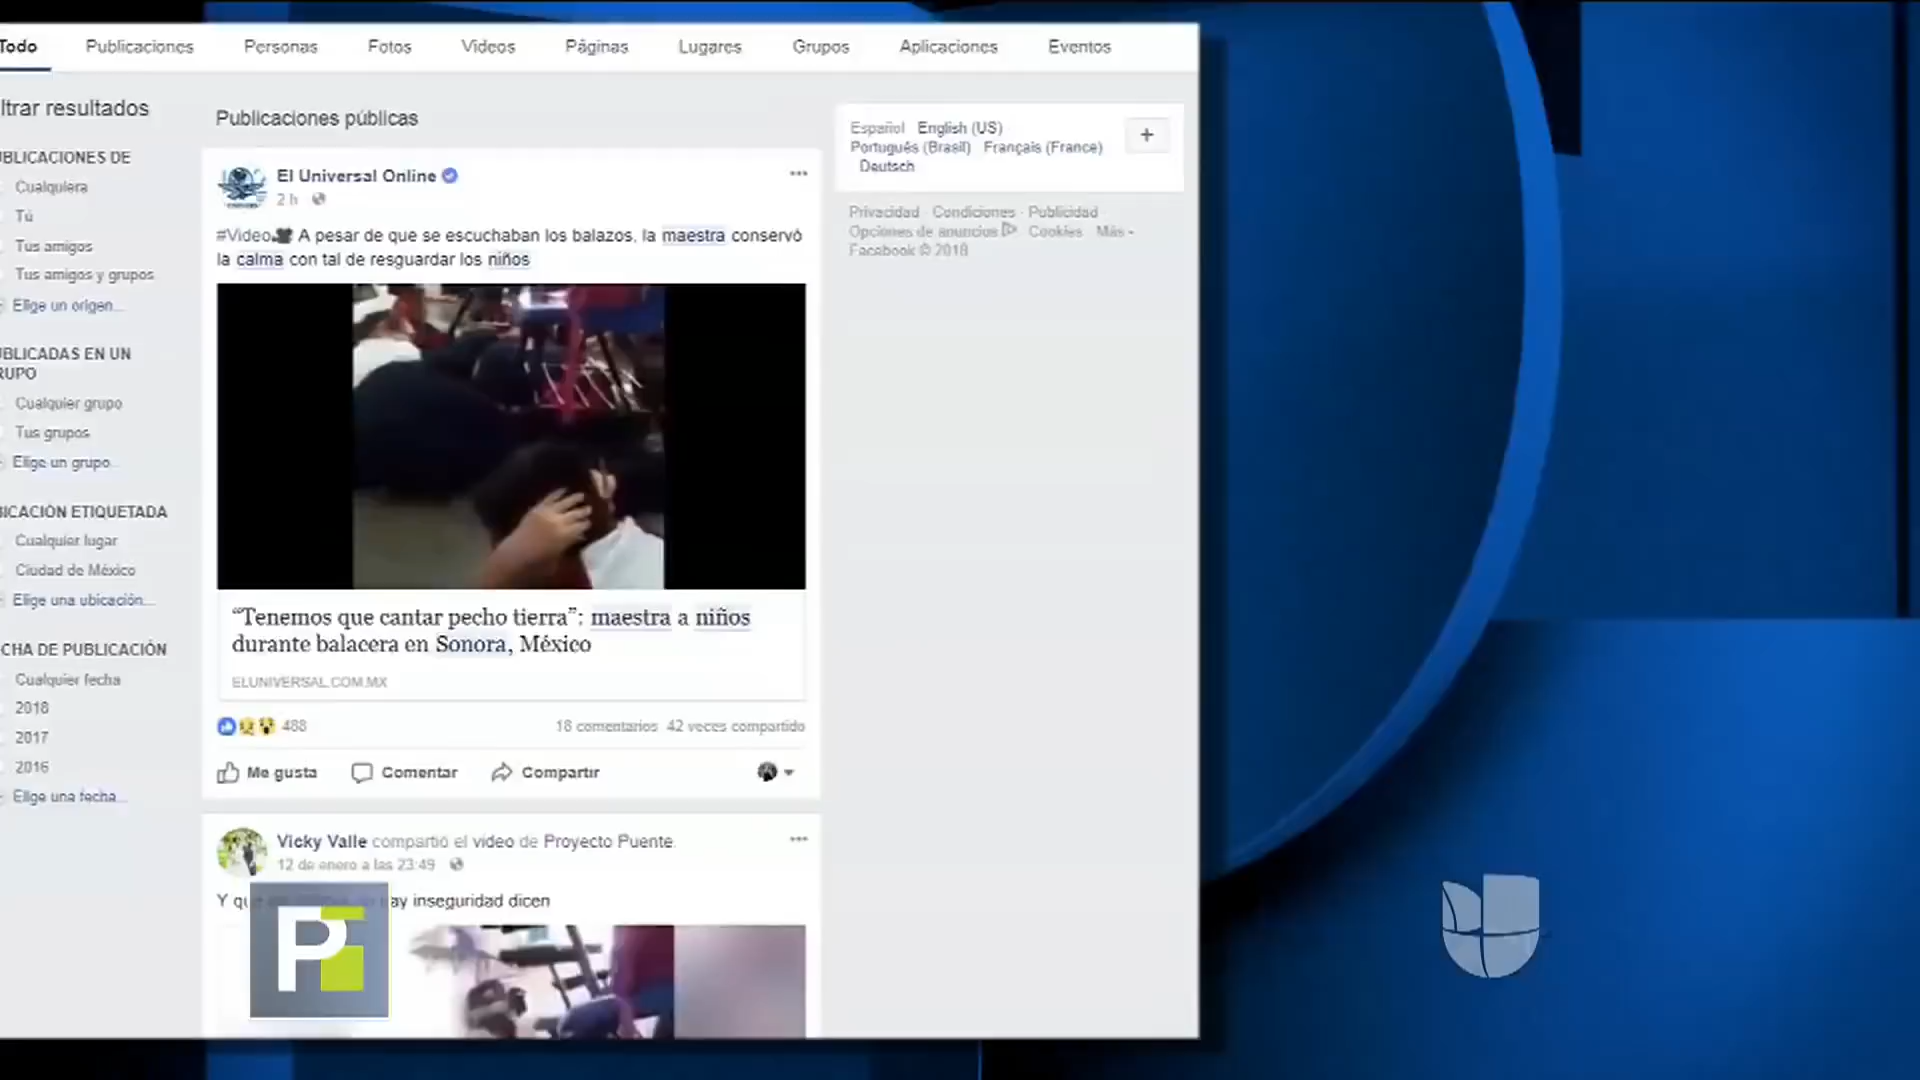 Todo Publicaciones Personas Fotos Videos Páginas Lugares Grupos Aplicaciones Eventos
ltrar resultados
BLICACIONES DE
Cualquiera
Tú
Tus amigos
Tus amigos y grupos
Elige un origen...
BLICADAS EN UN
RUPO
Cualquier grupo
Tus grupos
Elige un grupo
BICACIÓN ETIQUETADA
Cualquier lugar
Ciudad de México
Elige una ubicación...
CHA DE PUBLICACIÓN
Cualquier fecha
2018
2017
2016
Elige una fecha...
Publicaciones públicas
El Universal Online
2 h
#Video A pesar de que se escuchaban los balazos, la maestra conservó
la calma con tal de resguardar los niños
“Tenemos que cantar pecho tierra”: maestra a niños
durante balacera en Sonora, México
ELUNIVERSAL.COM.MX
488 18 comentarios 42 veces compartido
Me gusta Comentar Compartir
Vicky Valle compartió el video de Proyecto Puente.
12 de enero a las 23:49
Y ay inseguridad dicen
P
Español English (US)
Português (Brasil) Français (France)
Deutsch
+
Privacidad · Condiciones · Publicidad
Opciones de anuncios Cookies Más
Facebook © 2018